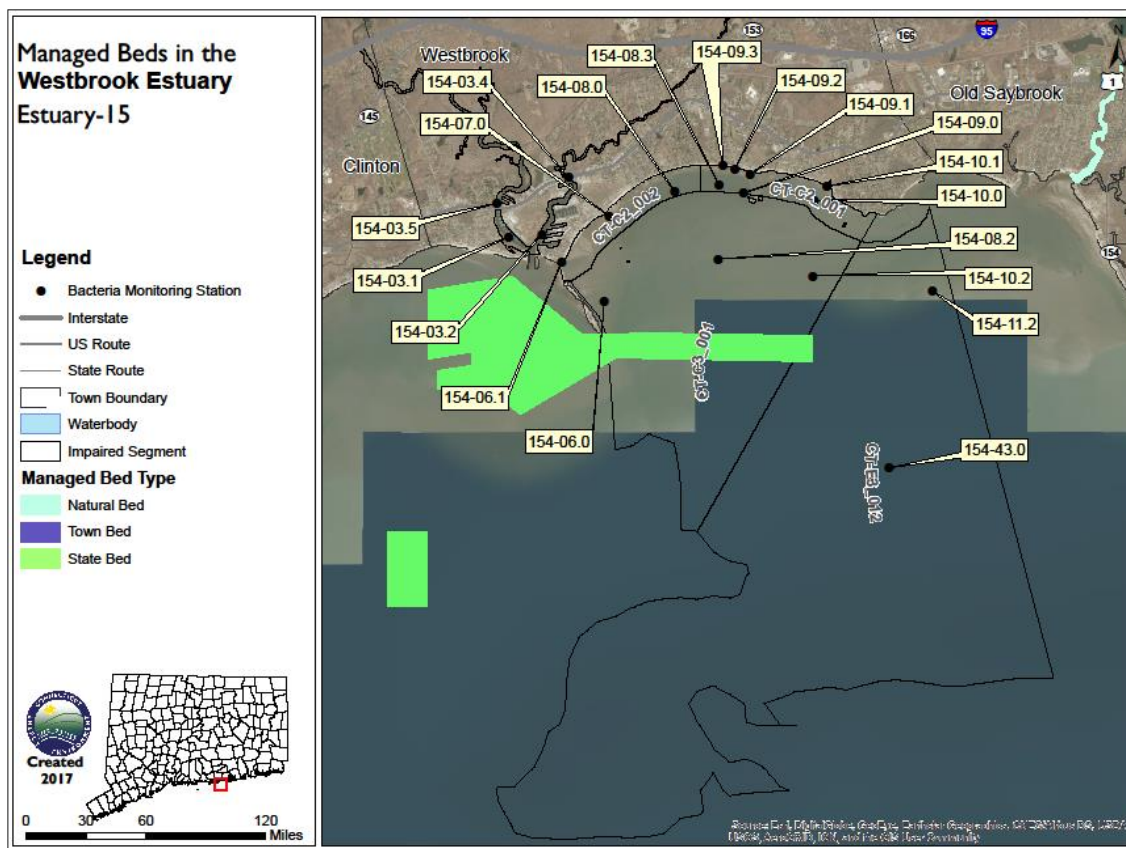 Managed Beds in the
Westbrook Estuary
Estuary-15
Legend
Bacteria Monitoring Station
Interstate
US Route
State Route
Town Boundary
Waterbody
Impaired Segment
Managed Bed Type
Natural Bed
Town Bed
State Bed
Created
2017
0 30 60 120
Miles
153
166
95
N
1
145
154
Westbrook
Old Saybrook
Clinton
154-03.4
154-07.0
154-08.0
154-08.3
154-09.3
154-09.2
154-09.1
154-09.0
154-10.1
154-10.0
154-08.2
154-10.2
154-11.2
154-43.0
154-03.5
154-03.1
154-03.2
154-06.1
154-06.0
CT-C2_002
CT-C2_001
CT-C3_001
CT-E3_012